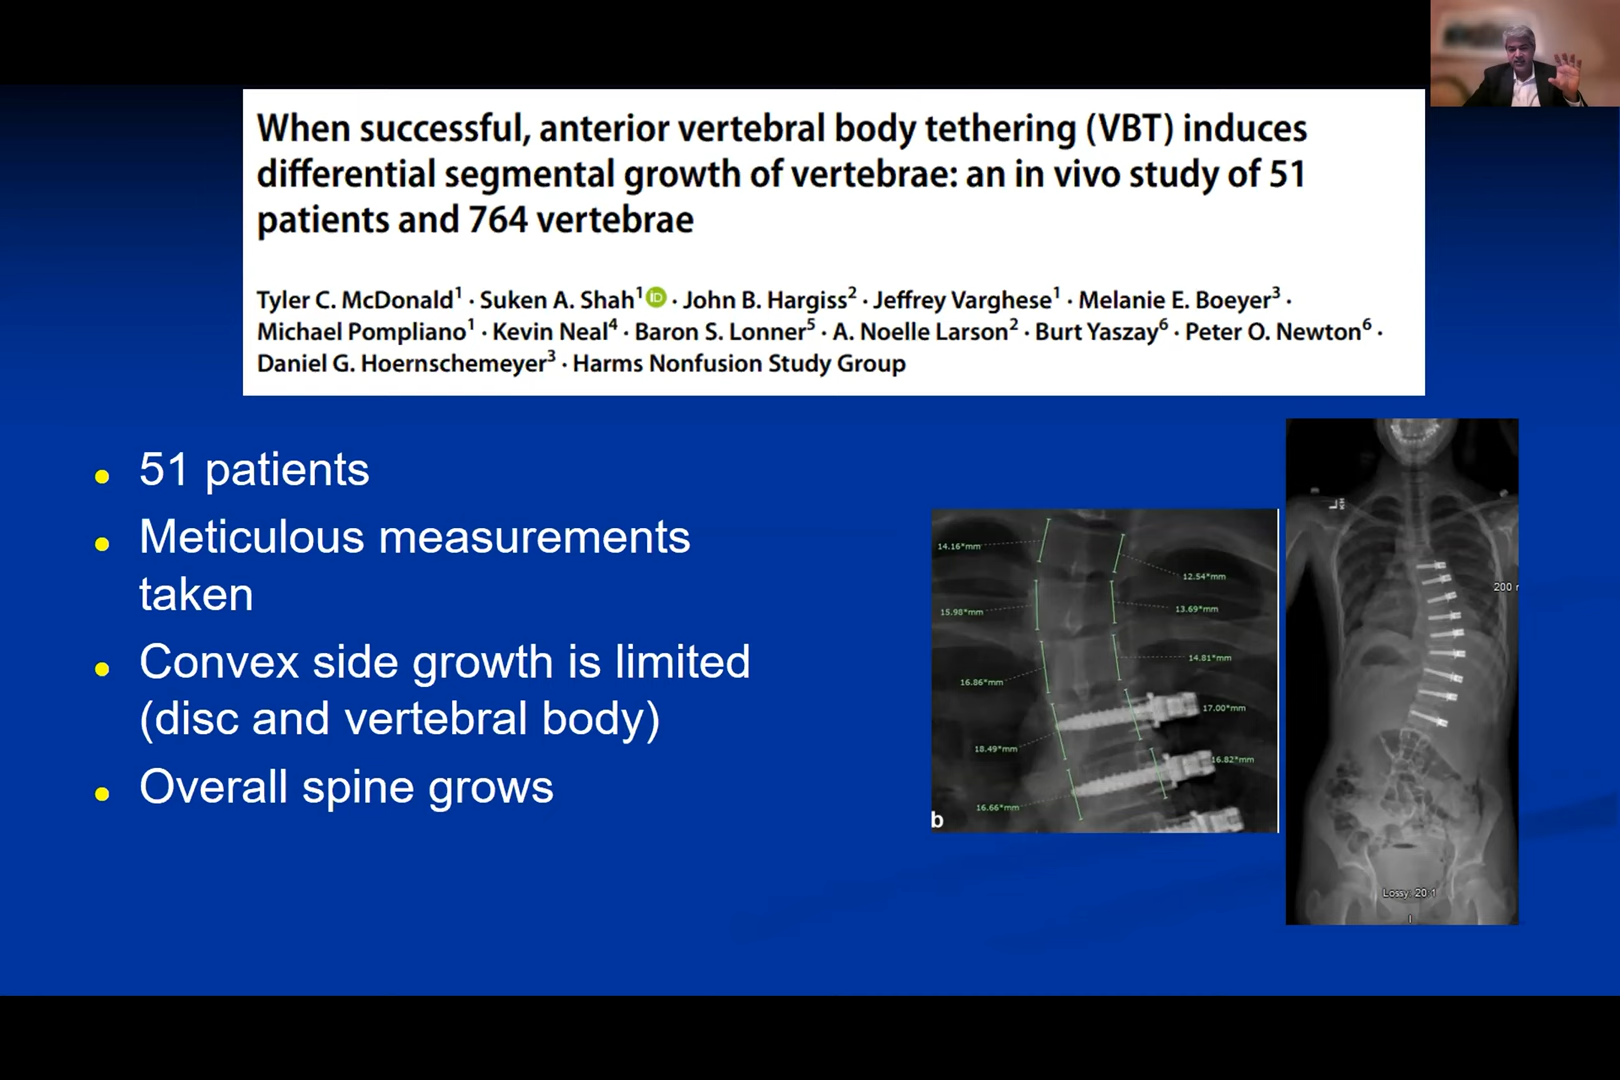 When successful, anterior vertebral body tethering (VBT) induces
differential segmental growth of vertebrae: an in vivo study of 51
patients and 764 vertebrae
Tyler C. McDonald1 · Suken A. Shah1 iD · John B. Hargiss2 · Jeffrey Varghese1 · Melanie E. Boeyer3 ·
Michael Pompliano1 · Kevin Neal4 · Baron S. Lonner5 · A. Noelle Larson2 · Burt Yaszay6 · Peter O. Newton6 ·
Daniel G. Hoernschemeyer3 · Harms Nonfusion Study Group
• 51 patients
• Meticulous measurements
taken
• Convex side growth is limited
(disc and vertebral body)
• Overall spine grows
14.16*mm
12.54*mm
15.98*mm
13.69*mm
14.81*mm
16.86*mm
17.00*mm
18.49*mm
16.82*mm
16.66*mm
b
L
200
Lossy: 20:1